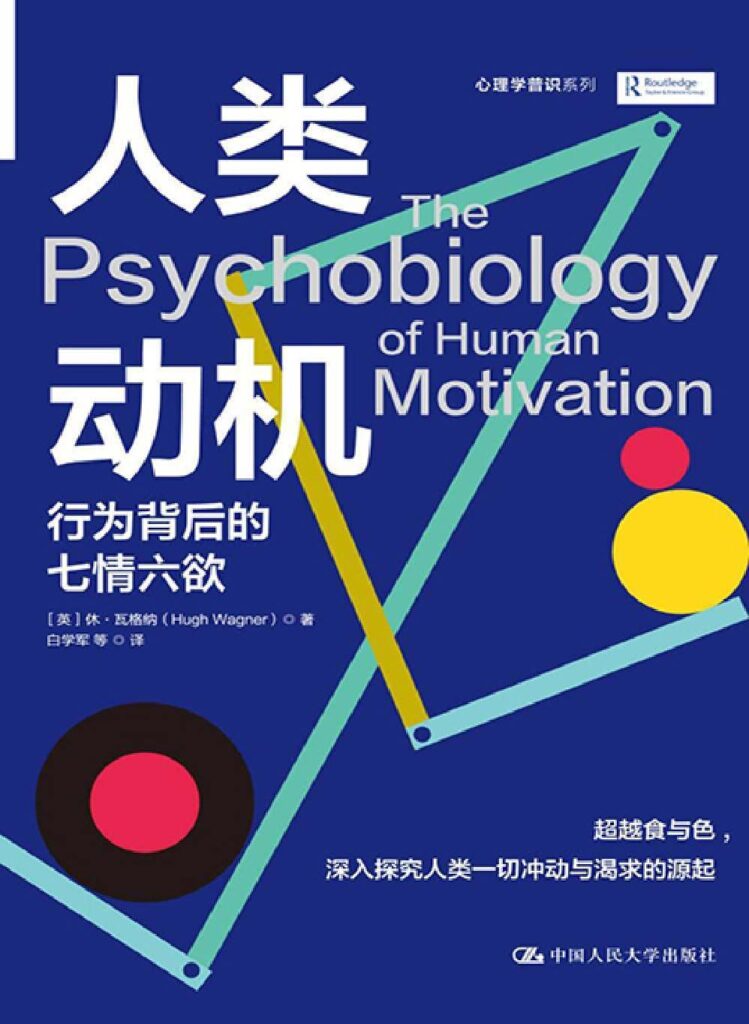 心理学普识系列
Routledge
Taylor & Francis Group
人类
The
Psychobiology
of Human
Motivation
动机
行为背后的
七情六欲
[英]休·瓦格纳(Hugh Wagner)◎著
白学军 等◎译
超越食与色,
深入探究人类一切冲动与渴求的源起
中国人民大学出版社